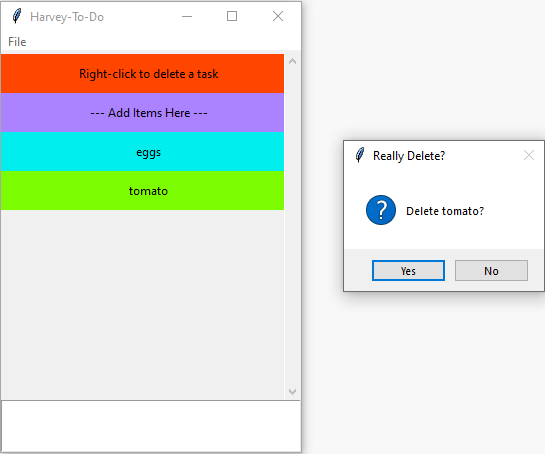 Harvey-To-Do
File
Right-click to delete a task
--- Add Items Here ---
eggs
tomato
Really Delete?
?
Delete tomato?
Yes
No